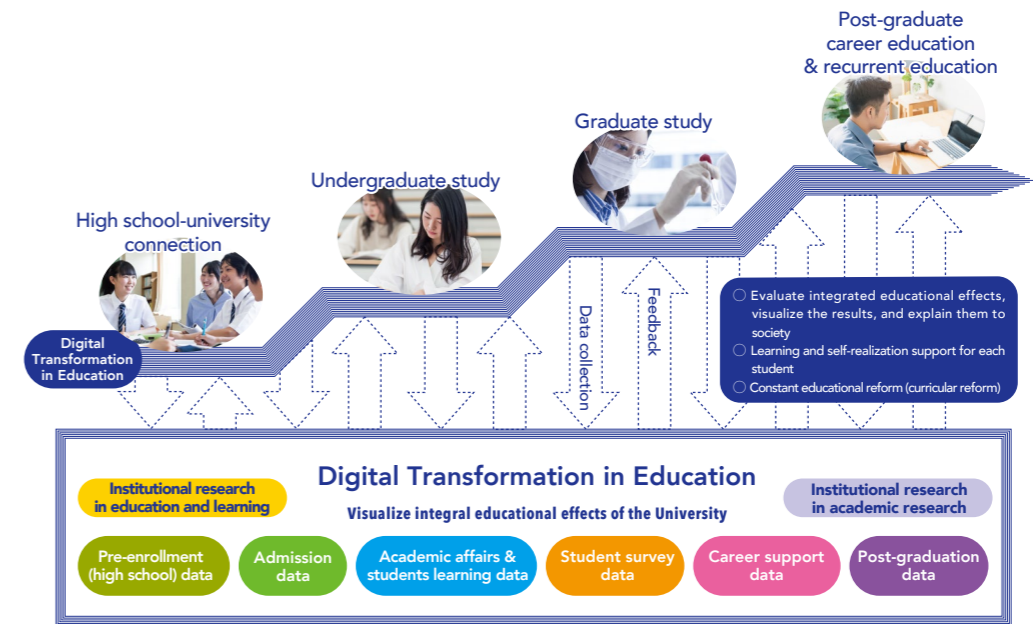 Post-graduate
career education
& recurrent education
Graduate study
Undergraduate study
High school-university
connection
Digital
Transformation
in Education
Data collection
Feedback
○ Evaluate integrated educational effects,
visualize the results, and explain them to
society
○ Learning and self-realization support for each
student
○ Constant educational reform (curricular reform)
Digital Transformation in Education
Institutional research
in education and learning
Institutional research
in academic research
Visualize integral educational effects of the University
Pre-enrollment
(high school) data
Admission
data
Academic affairs &
students learning data
Student survey
data
Career support
data
Post-graduation
data